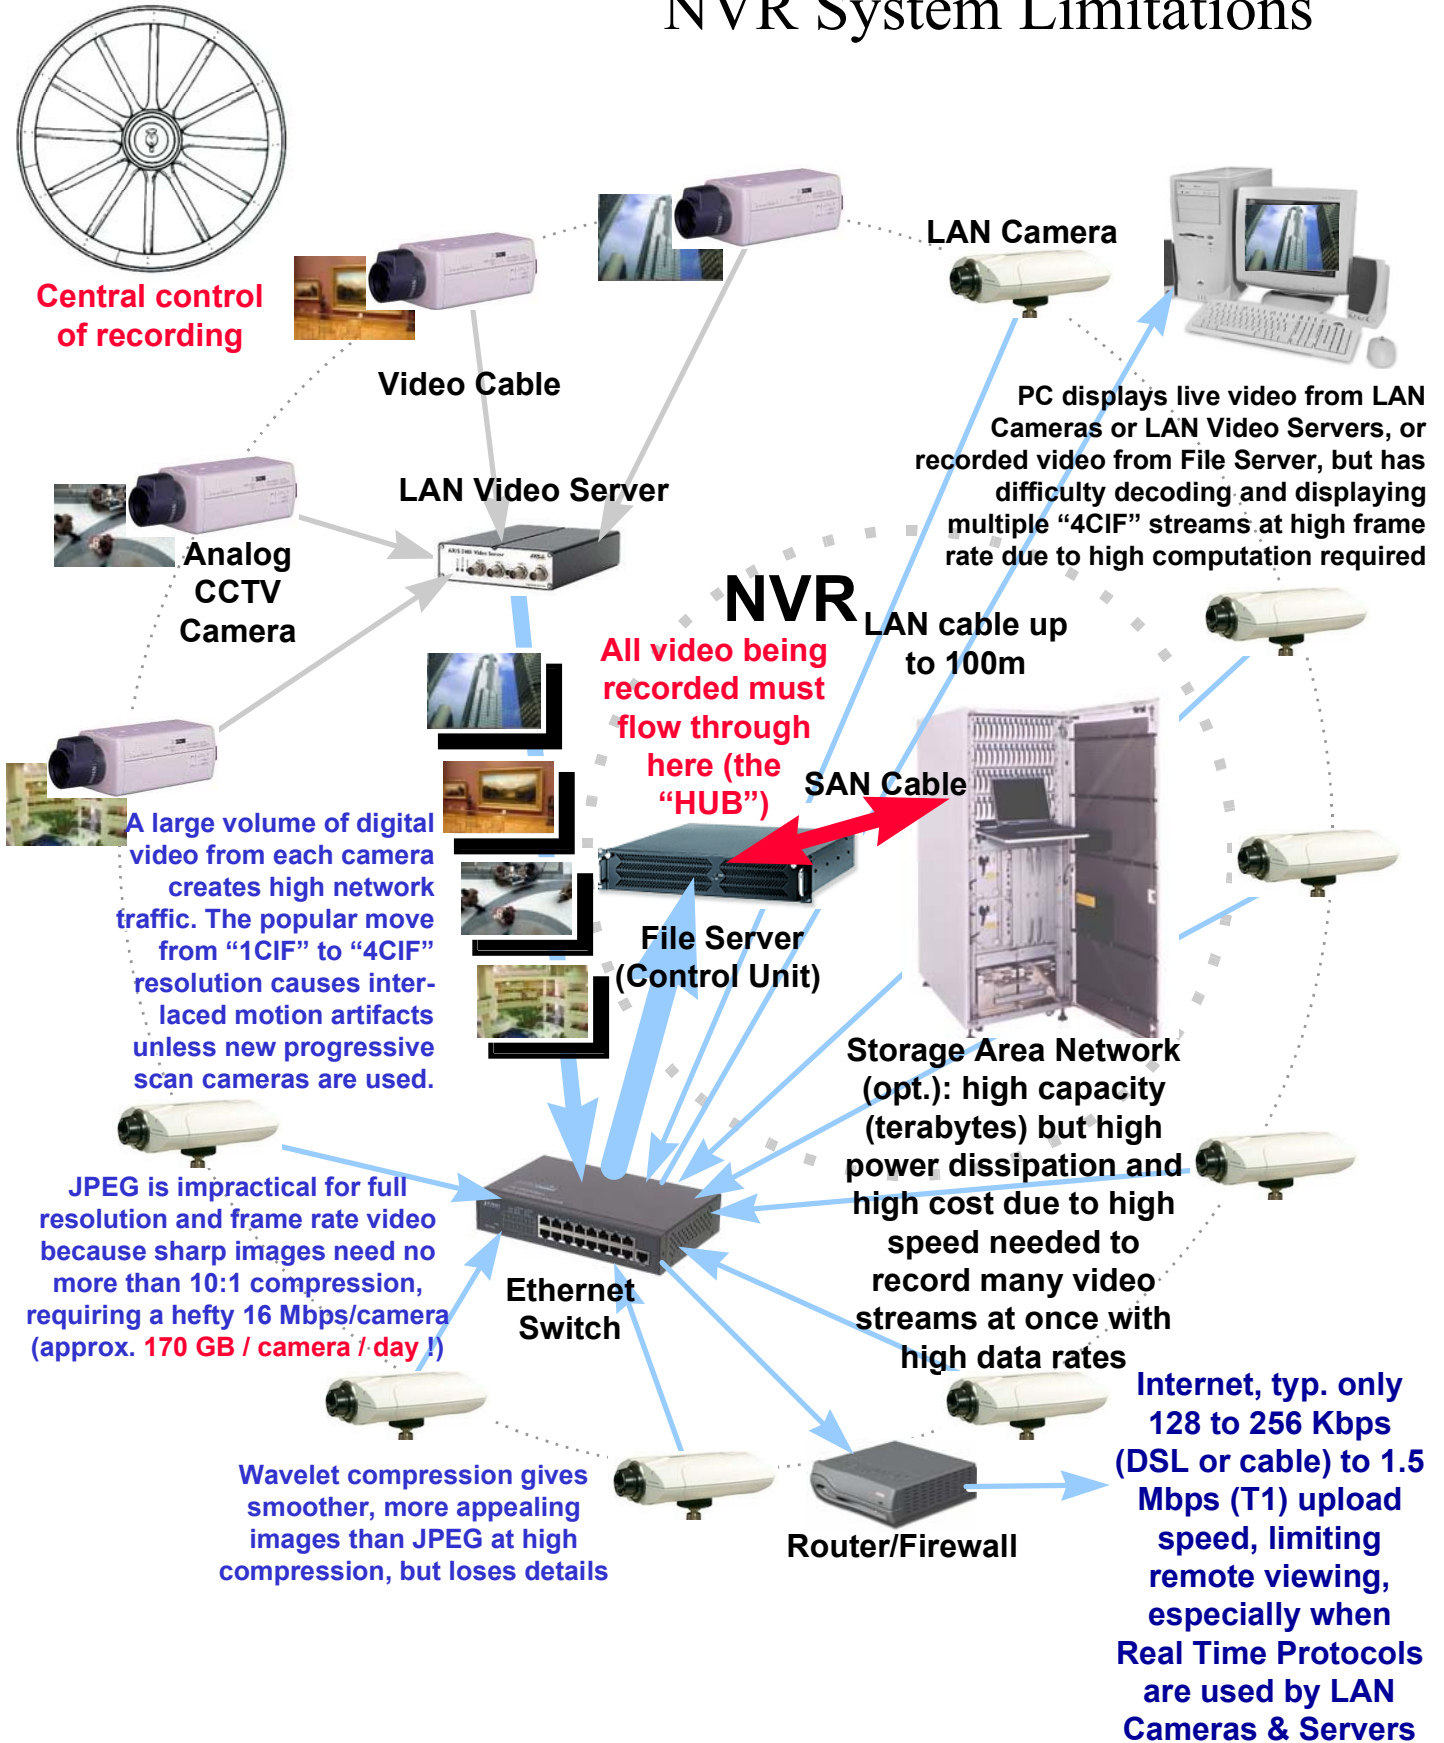 NVR System Limitations
Central control
of recording
LAN Camera
Video Cable
PC displays live video from LAN
Cameras or LAN Video Servers, or
recorded video from File Server, but has
difficulty decoding and displaying
multiple “4CIF” streams at high frame
rate due to high computation required
LAN Video Server
Analog
CCTV
Camera
NVR
LAN cable up
to 100m
All video being
recorded must
flow through
here (the
“HUB”)
SAN Cable
A large volume of digital
video from each camera
creates high network
traffic. The popular move
from “1CIF” to “4CIF”
resolution causes inter-
laced motion artifacts
unless new progressive
scan cameras are used.
File Server
(Control Unit)
Storage Area Network
(opt.): high capacity
(terabytes) but high
power dissipation and
high cost due to high
speed needed to
record many video
streams at once with
high data rates
JPEG is impractical for full
resolution and frame rate video
because sharp images need no
more than 10:1 compression,
requiring a hefty 16 Mbps/camera
(approx. 170 GB / camera / day !)
Ethernet
Switch
Wavelet compression gives
smoother, more appealing
images than JPEG at high
compression, but loses details
Router/Firewall
Internet, typ. only
128 to 256 Kbps
(DSL or cable) to 1.5
Mbps (T1) upload
speed, limiting
remote viewing,
especially when
Real Time Protocols
are used by LAN
Cameras & Servers